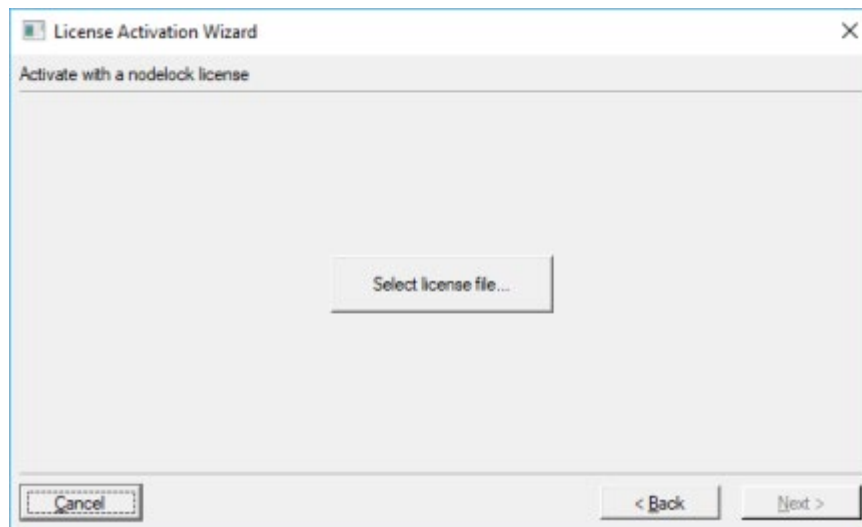 License Activation Wizard
Activate with a nodelock license
Select license file...
Cancel
< Back
Next >